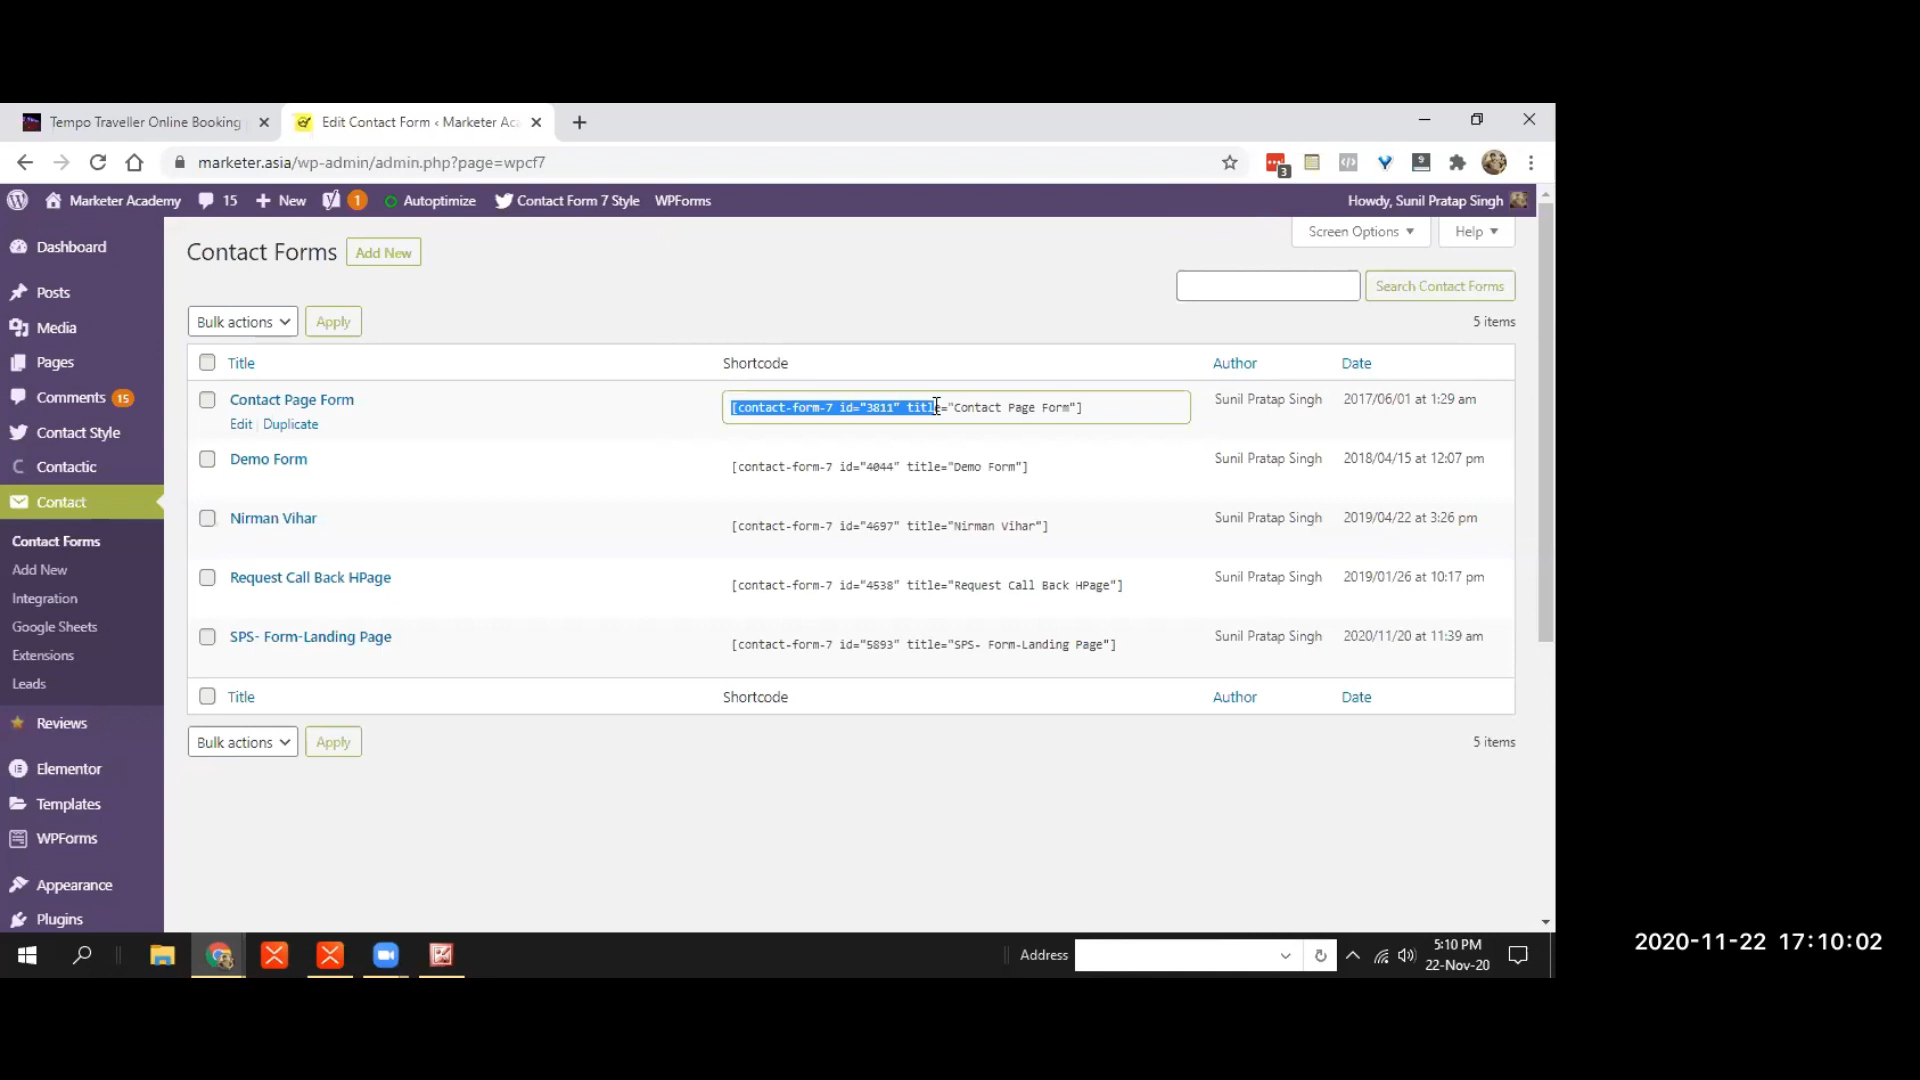 Tempo Traveller Online Booking
Edit Contact Form ‹ Marketer Aca
marketer.asia/wp-admin/admin.php?page=wpcf7
3
9
Marketer Academy 15 New 1 Autoptimize Contact Form 7 Style WPForms Howdy, Sunil Pratap Singh
Screen Options Help
Contact Forms Add New
Search Contact Forms
Bulk actions Apply 5 items
Title Shortcode Author Date
Contact Page Form [contact-form-7 id="3811" title="Contact Page Form"] Sunil Pratap Singh 2017/06/01 at 1:29 am
Edit | Duplicate
Demo Form [contact-form-7 id="4044" title="Demo Form"] Sunil Pratap Singh 2018/04/15 at 12:07 pm
Nirman Vihar [contact-form-7 id="4697" title="Nirman Vihar"] Sunil Pratap Singh 2019/04/22 at 3:26 pm
Request Call Back HPage [contact-form-7 id="4538" title="Request Call Back HPage"] Sunil Pratap Singh 2019/01/26 at 10:17 pm
SPS- Form-Landing Page [contact-form-7 id="5893" title="SPS- Form-Landing Page"] Sunil Pratap Singh 2020/11/20 at 11:39 am
Title Shortcode Author Date
Bulk actions Apply 5 items
Dashboard
Posts
Media
Pages
Comments 15
Contact Style
Contactic
Contact
Contact Forms
Add New
Integration
Google Sheets
Extensions
Leads
Reviews
Elementor
Templates
WPForms
Appearance
Plugins
Address
5:10 PM
22-Nov-20
2020-11-22 17:10:02